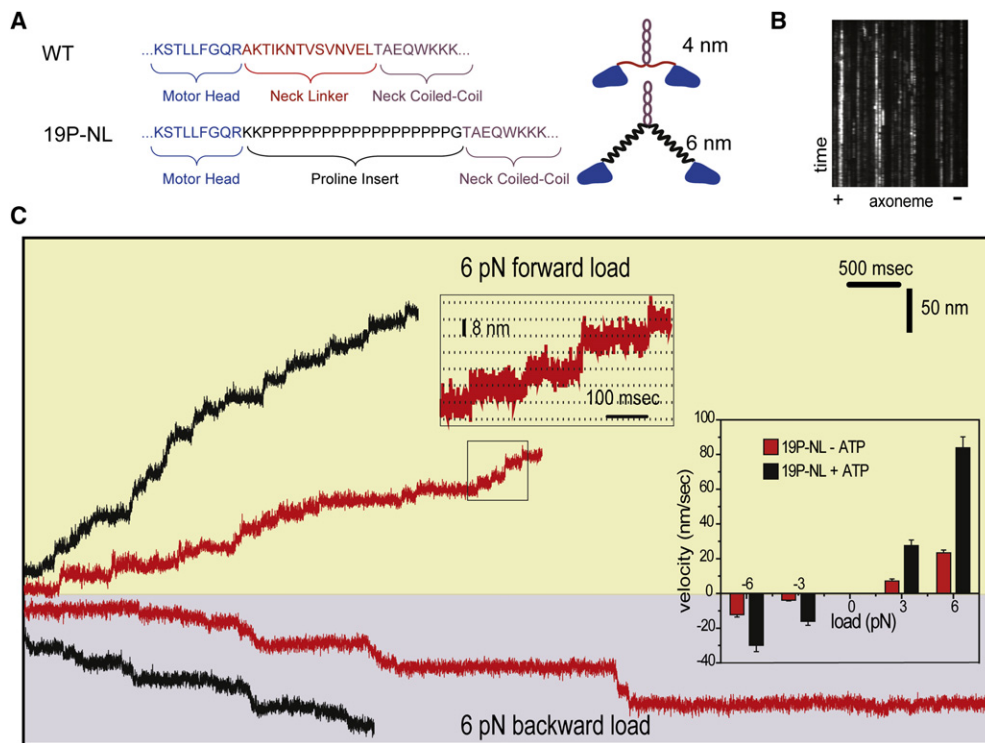 A
WT
...KSTLLFGQRAKTIKNTVSVNVELTAEQWKKK...
Motor Head
Neck Linker
Neck Coiled-Coil
4 nm
19P-NL
...KSTLLFGQRKKPPPPPPPPPPPPPPPPPPPGTAEQWKKK...
Motor Head
Proline Insert
Neck Coiled-Coil
6 nm
B
time
+ axoneme -
C
6 pN forward load
8 nm
100 msec
500 msec
50 nm
velocity (nm/sec)
100
80
60
40
20
0
-20
-40
19P-NL - ATP
19P-NL + ATP
-6 -3 0 3 6
load (pN)
6 pN backward load